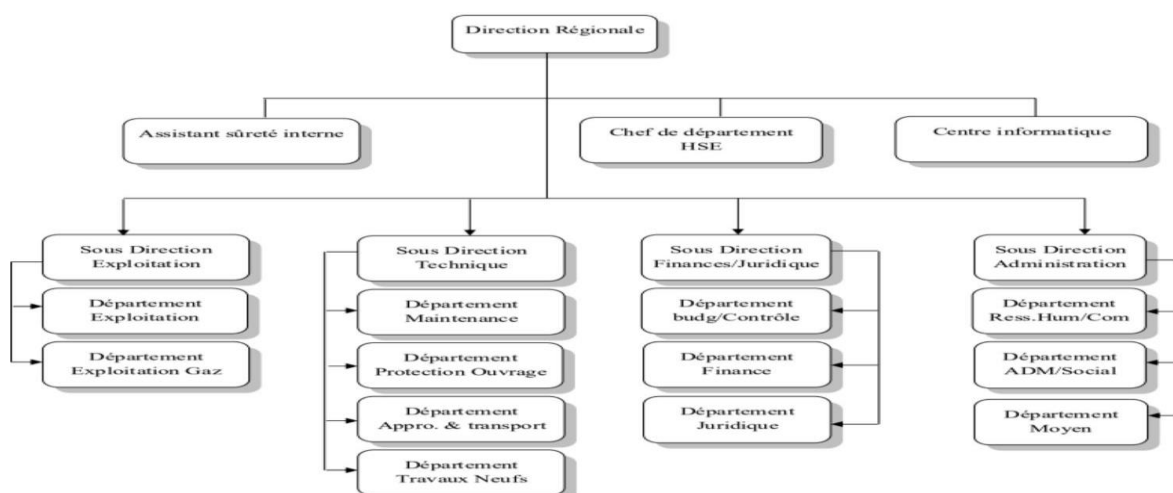 Direction Régionale
Assistant sûreté interne
Chef de département
HSE
Centre informatique
Sous Direction
Exploitation
Département
Exploitation
Département
Exploitation Gaz
Sous Direction
Technique
Département
Maintenance
Département
Protection Ouvrage
Département
Appro. & transport
Département
Travaux Neufs
Sous Direction
Finances/Juridique
Département
budg/Contrôle
Département
Finance
Département
Juridique
Sous Direction
Administration
Département
Ress.Hum/Com
Département
ADM/Social
Département
Moyen